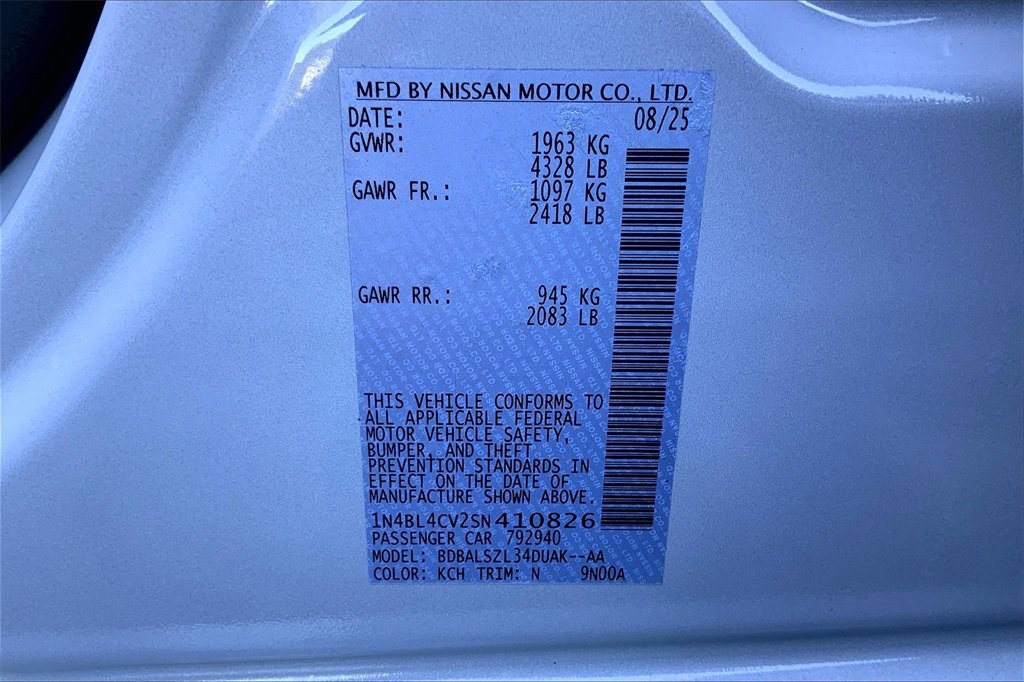 MFD BY NISSAN MOTOR CO., LTD.
DATE: 08/25
GVWR: 1963 KG
4328 LB
GAWR FR.: 1097 KG
2418 LB
GAWR RR.: 945 KG
2083 LB
THIS VEHICLE CONFORMS TO
ALL APPLICABLE FEDERAL
MOTOR VEHICLE SAFETY,
BUMPER, AND THEFT
PREVENTION STANDARDS IN
EFFECT ON THE DATE OF
MANUFACTURE SHOWN ABOVE.
1N4BL4CV2SN410826
PASSENGER CAR 792940
MODEL: BDBALSZL34DUAK--AA
COLOR: KCH TRIM: N 9N00A